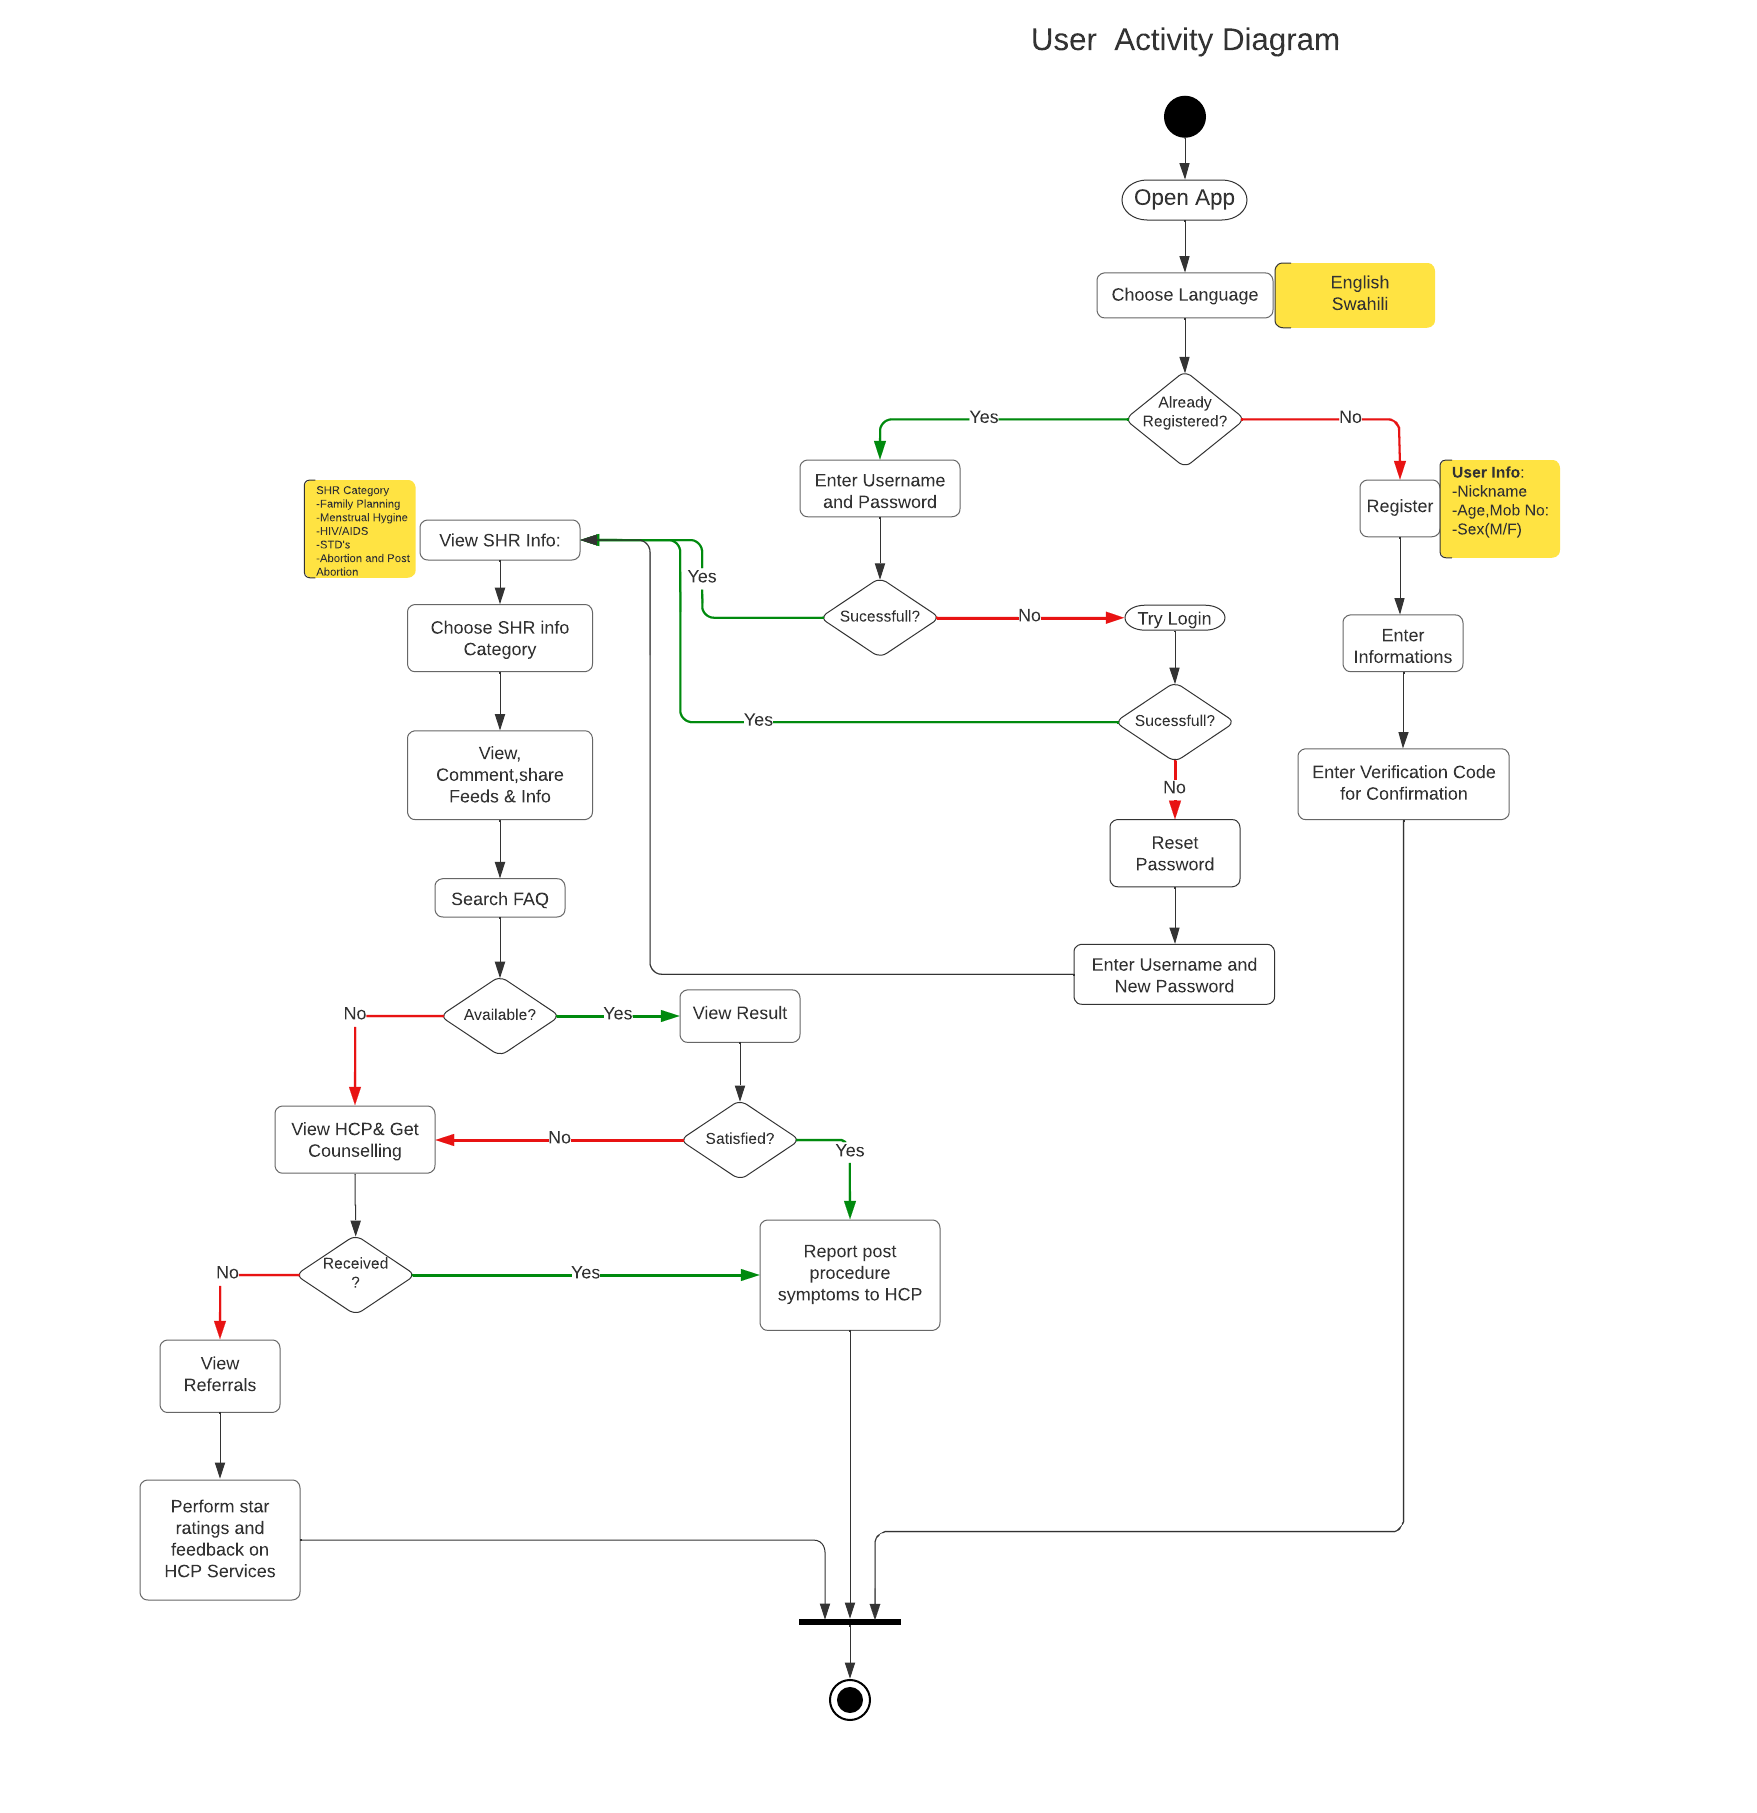 User  Activity Diagram
Open App
Choose Language
English
Swahili
Already
Registered?
Yes
No
Enter Username
and Password
Register
User Info:
-Nickname
-Age,Mob No:
-Sex(M/F)
SHR Category
-Family Planning
-Menstrual Hygine
-HIV/AIDS
-STD's
-Abortion and Post
Abortion
View SHR Info:
Yes
Sucessfull?
No
Try Login
Choose SHR info
Category
Enter
Informations
Yes
Sucessfull?
No
View,
Comment,share
Feeds & Info
Enter Verification Code
for Confirmation
Reset
Password
Search FAQ
Enter Username and
New Password
No
Available?
Yes
View Result
View HCP& Get
Counselling
No
Satisfied?
Yes
No
Received
?
Yes
Report post
procedure
symptoms to HCP
View
Referrals
Perform star
ratings and
feedback on
HCP Services